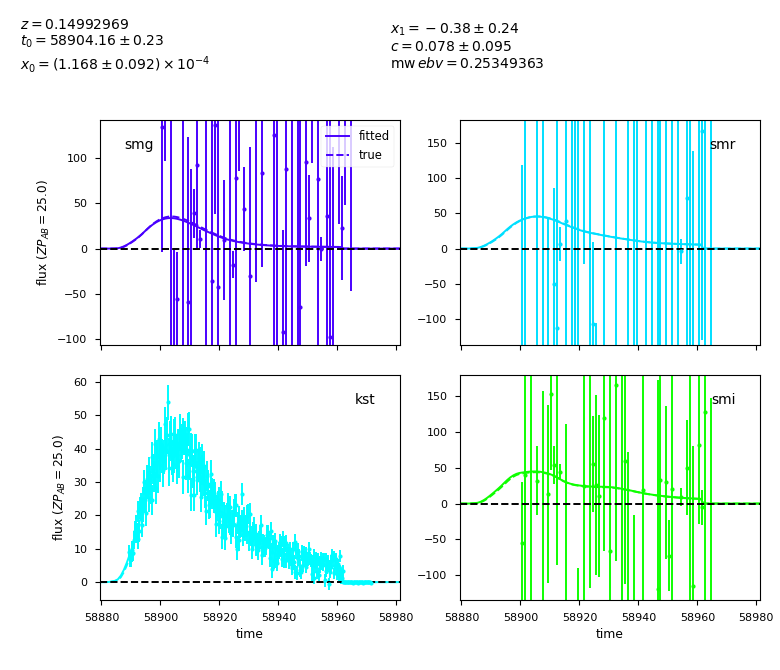 z = 0.14992969
t₀ = 58904.16 ± 0.23
x₀ = (1.168 ± 0.092) × 10⁻⁴
x₁ = −0.38 ± 0.24
c = 0.078 ± 0.095
mw ebv = 0.25349363
smg
fitted
true
100
50
0
−50
−100
flux (ZP_AB = 25.0)
smr
150
100
50
0
−50
−100
kst
60
50
40
30
20
10
0
flux (ZP_AB = 25.0)
58880 58900 58920 58940 58960 58980
time
smi
150
100
50
0
−50
−100
58880 58900 58920 58940 58960 58980
time